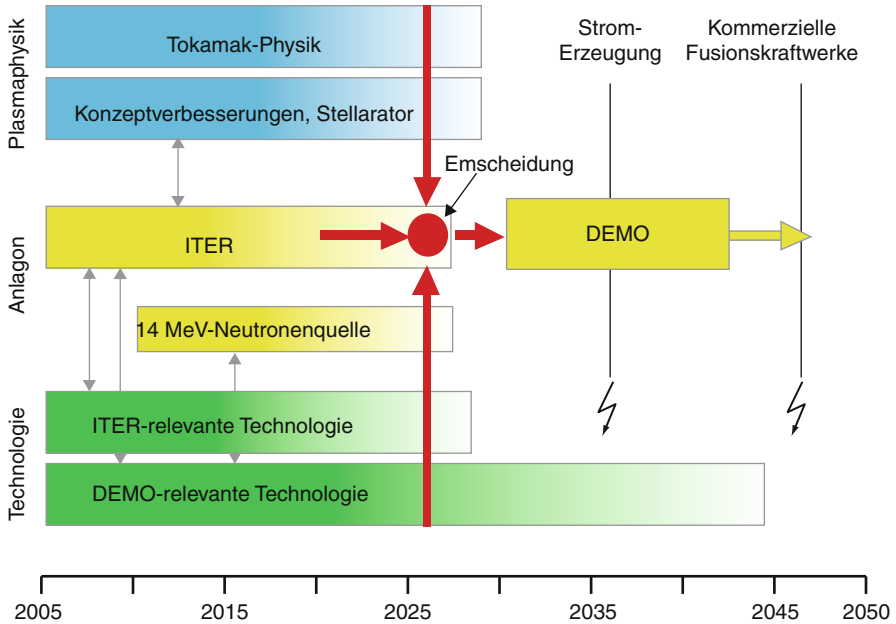 Plasmaphysik
Tokamak-Physik
Konzeptverbesserungen, Stellarator
Strom-
Erzeugung
Kommerzielle
Fusionskraftwerke
Emscheidung
Anlagon
ITER
DEMO
14 MeV-Neutronenquelle
Technologie
ITER-relevante Technologie
DEMO-relevante Technologie
2005 2015 2025 2035 2045 2050